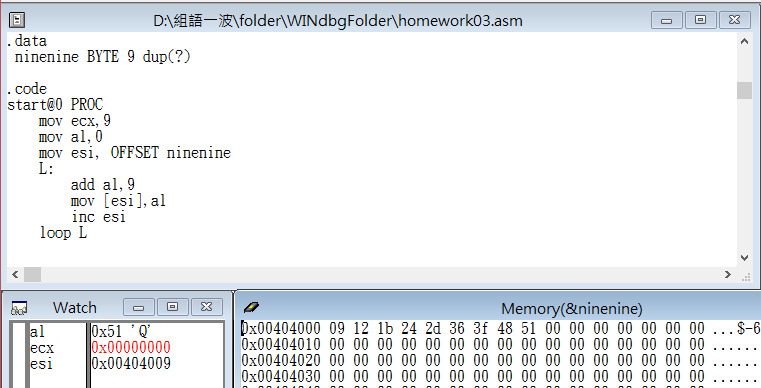 D:\組語一波\folder\WINdbgFolder\homework03.asm
.data
ninenine BYTE 9 dup(?)
.code
start@0 PROC
mov ecx,9
mov al,0
mov esi, OFFSET ninenine
L:
add al,9
mov [esi],al
inc esi
loop L
Watch
al 0x51 'Q'
ecx 0x00000000
esi 0x00404009
Memory(&ninenine)
0x00404000 09 12 1b 24 2d 36 3f 48 51 00 00 00 00 00 00 00 ...$-6
0x00404010 00 00 00 00 00 00 00 00 00 00 00 00 00 00 00 00 ......
0x00404020 00 00 00 00 00 00 00 00 00 00 00 00 00 00 00 00 ......
0x00404030 00 00 00 00 00 00 00 00 00 00 00 00 00 00 00 00 ......